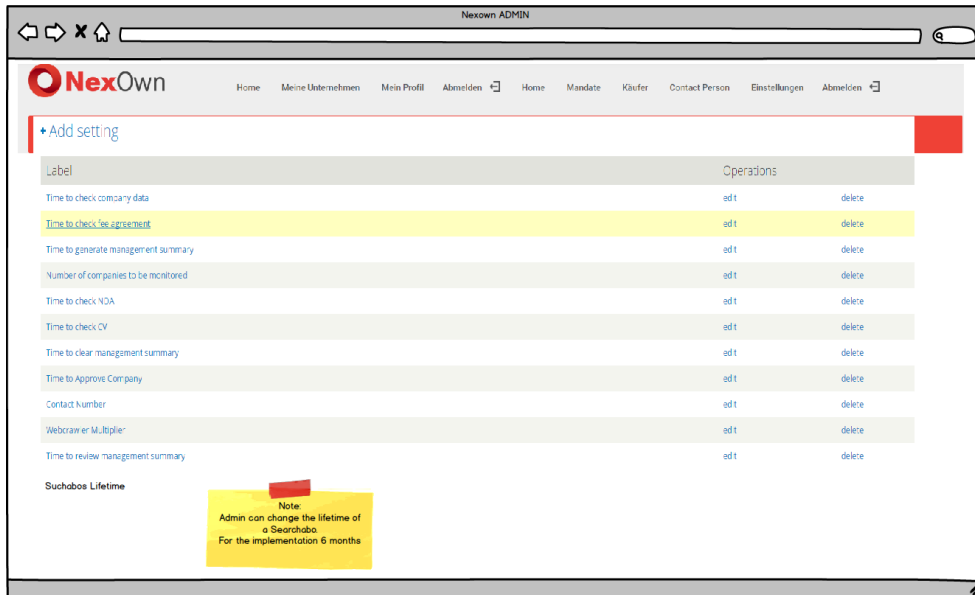 Nexown ADMIN
NexOwn
Home Meine Unternehmen Mein Profil Abmelden Home Mandate Käufer Contact Person Einstellungen Abmelden
+ Add setting
Label Operations
Time to check company data edit delete
Time to check fee agreement edit delete
Time to generate management summary edit delete
Number of companies to be monitored edit delete
Time to check NDA edit delete
Time to check CV edit delete
Time to clear management summary edit delete
Time to Approve Company edit delete
Contact Number edit delete
Webcrawler Multiplier edit delete
Time to review management summary edit delete
Suchabos Lifetime
Note:
Admin can change the lifetime of
a Searchabo.
For the implementation 6 months